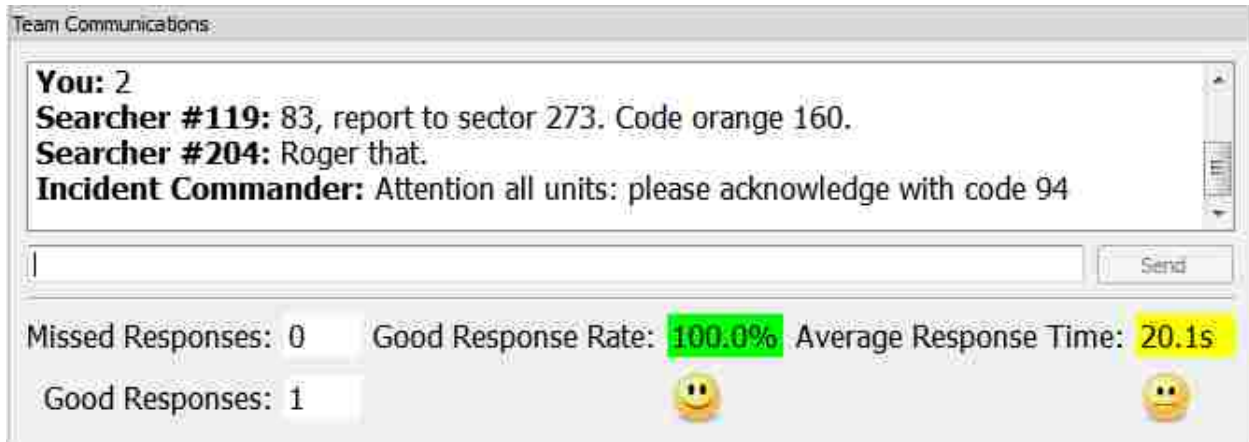 Team Communications
You: 2
Searcher #119: 83, report to sector 273. Code orange 160.
Searcher #204: Roger that.
Incident Commander: Attention all units: please acknowledge with code 94
Send
Missed Responses: 0 Good Response Rate: 100.0% Average Response Time: 20.1s
Good Responses: 1